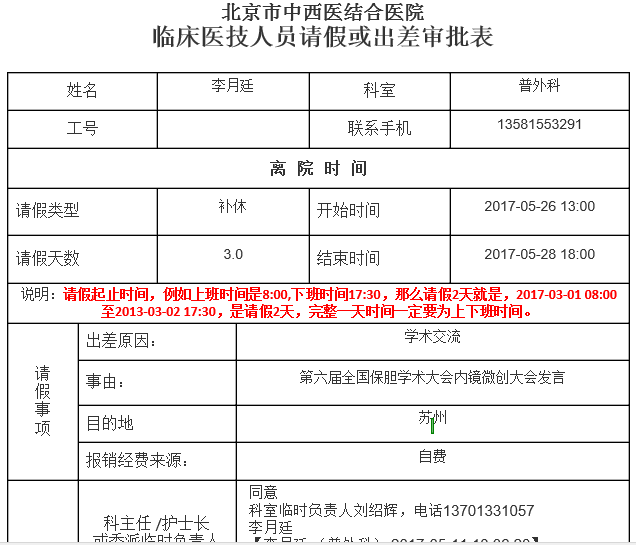 北京市中西医结合医院
临床医技人员请假或出差审批表
姓名 李月廷 科室 普外科
工号 联系手机 13581553291
离 院 时 间
请假类型 补休 开始时间 2017-05-26 13:00
请假天数 3.0 结束时间 2017-05-28 18:00
说明：请假起止时间，例如上班时间是8:00,下班时间17:30，那么请假2天就是，2017-03-01 08:00
至2013-03-02 17:30，是请假2天，完整一天时间一定要为上下班时间。
请假事项
出差原因： 学术交流
事由： 第六届全国保胆学术大会内镜微创大会发言
目的地 苏州
报销经费来源： 自费
科主任 /护士长
或委派临时负责人
同意
科室临时负责人刘绍辉，电话13701331057
李月廷